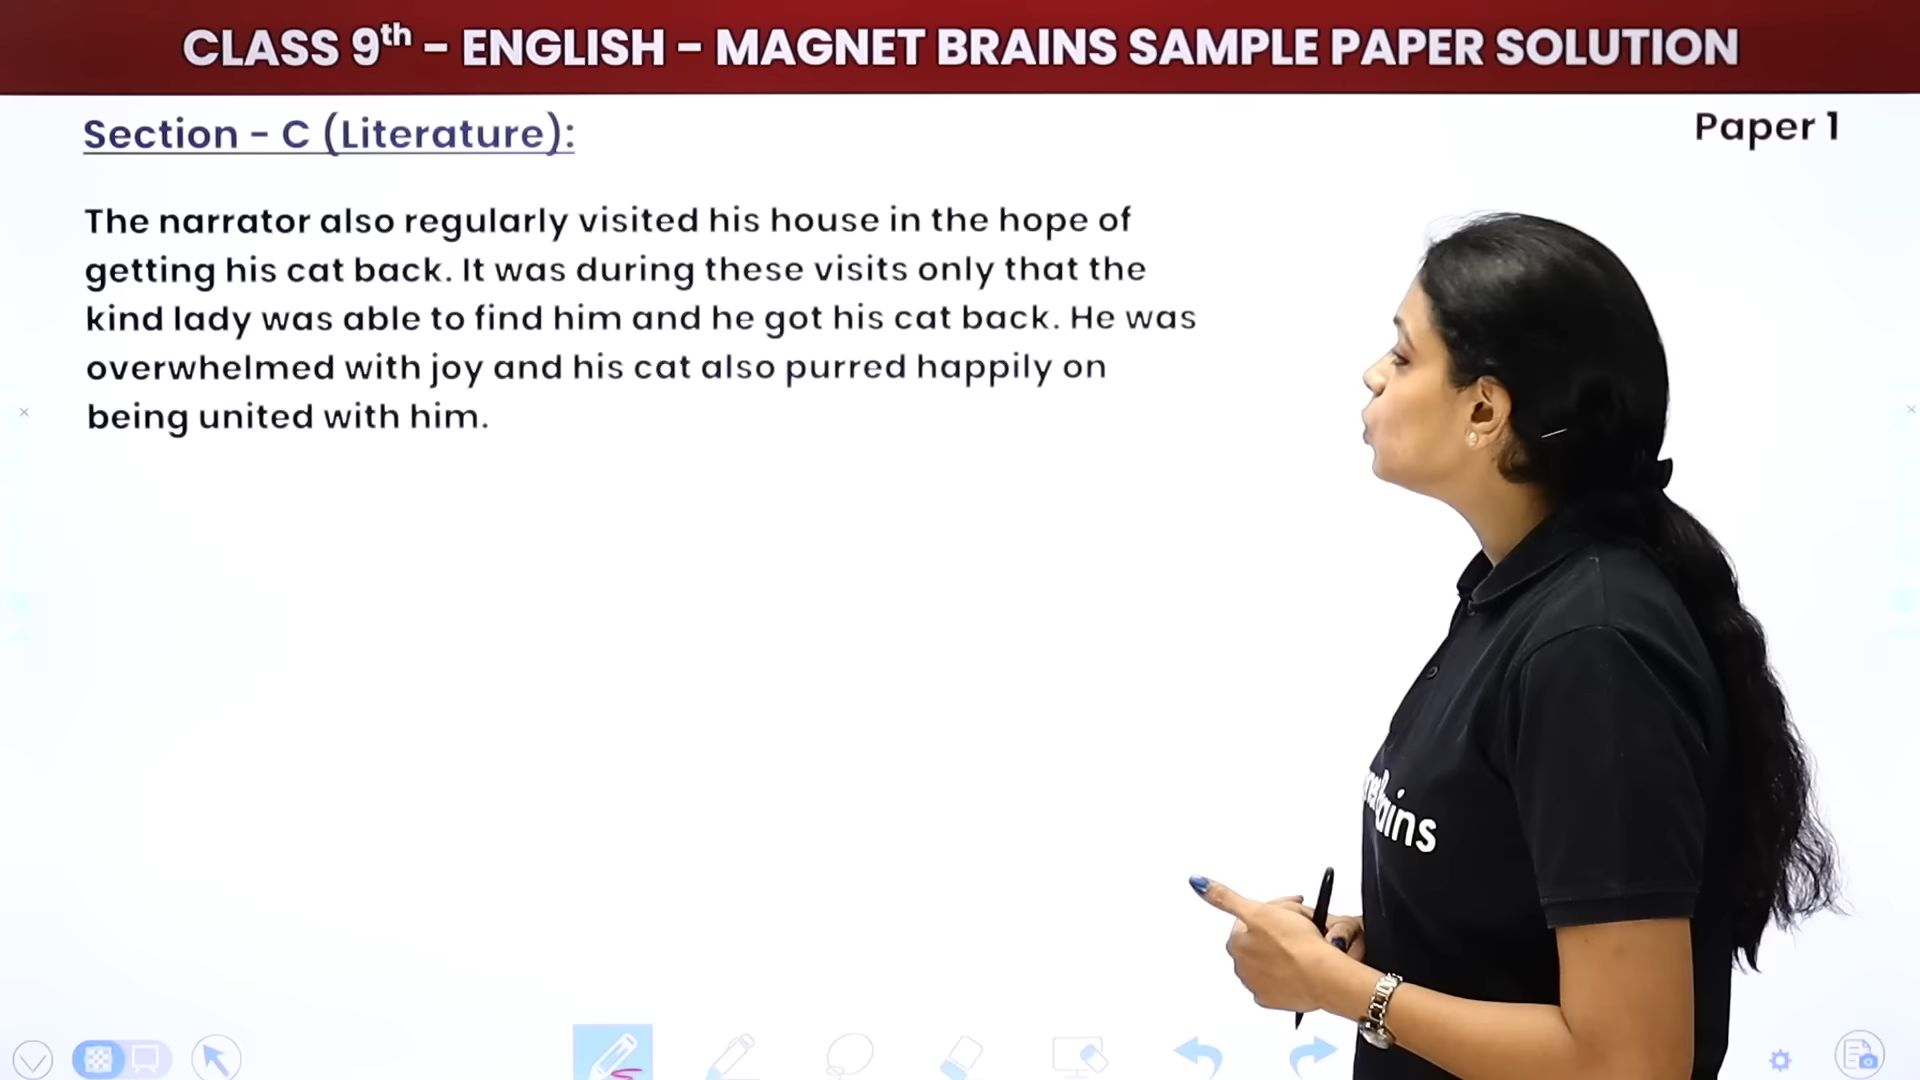 CLASS 9th – ENGLISH – MAGNET BRAINS SAMPLE PAPER SOLUTION
Section - C (Literature):
Paper 1
The narrator also regularly visited his house in the hope of
getting his cat back. It was during these visits only that the
kind lady was able to find him and he got his cat back. He was
overwhelmed with joy and his cat also purred happily on
being united with him.